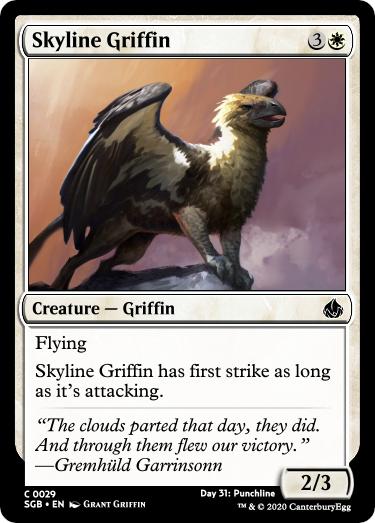 Skyline Griffin 3
Creature — Griffin
Flying
Skyline Griffin has first strike as long
as it's attacking.
"The clouds parted that day, they did.
And through them flew our victory."
—Gremhüld Garrinsonn
2/3
C 0029 Day 31: Punchline
SGB • EN GRANT GRIFFIN ™ & © 2020 CanterburyEgg